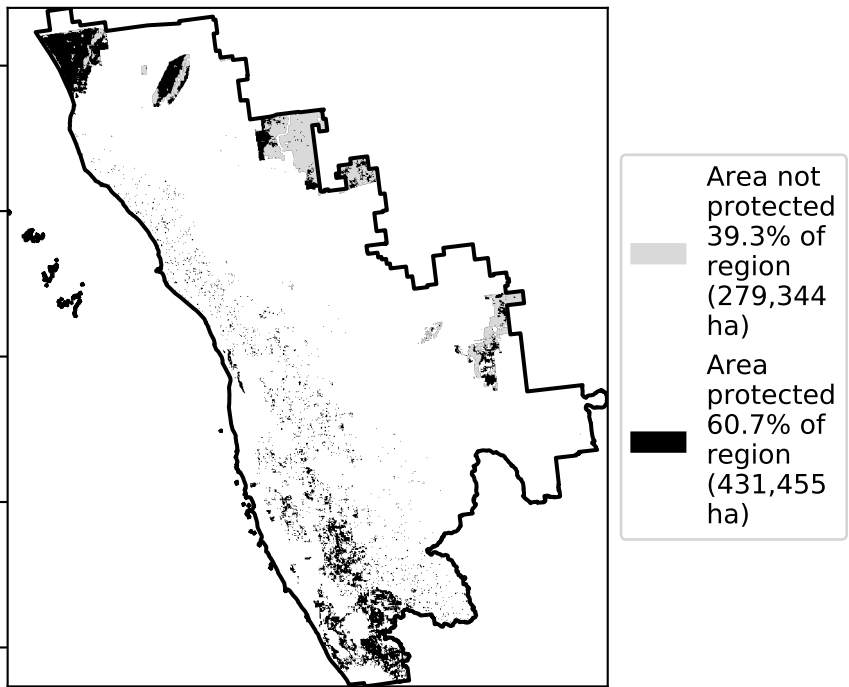 Area not
protected
39.3% of
region
(279,344
ha)
Area
protected
60.7% of
region
(431,455
ha)